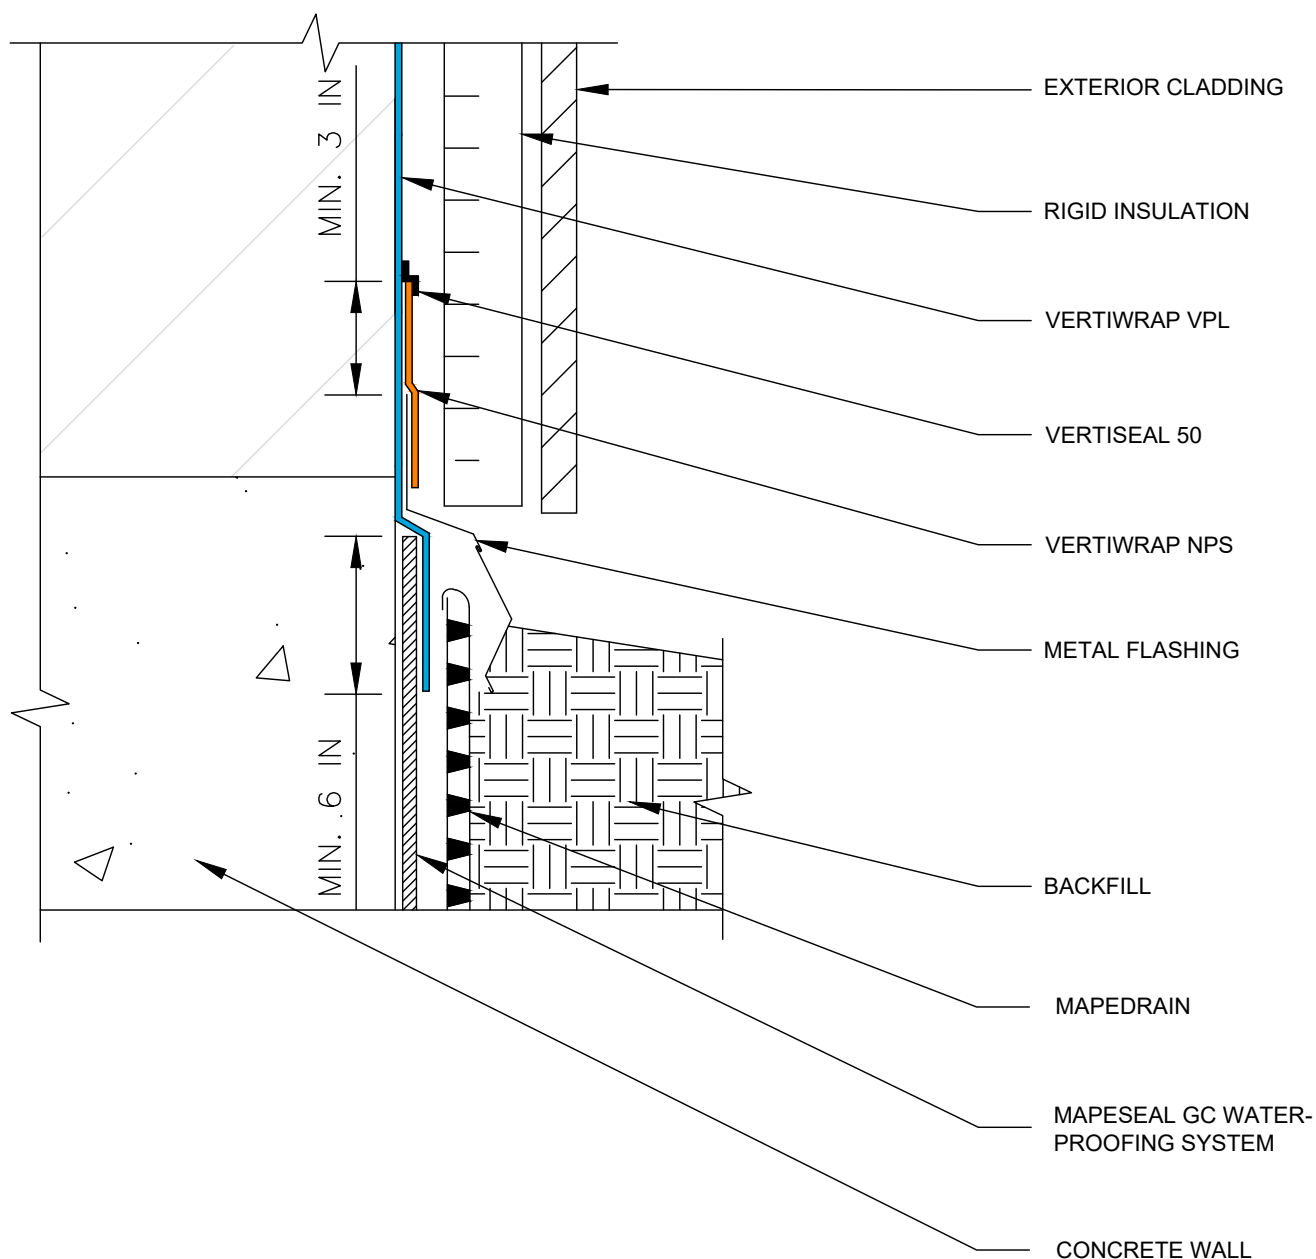 MIN. 3 IN
EXTERIOR CLADDING
RIGID INSULATION
VERTIWRAP VPL
VERTISEAL 50
VERTIWRAP NPS
METAL FLASHING
MIN. 6 IN
BACKFILL
MAPEDRAIN
MAPESEAL GC WATER-
PROOFING SYSTEM
CONCRETE WALL